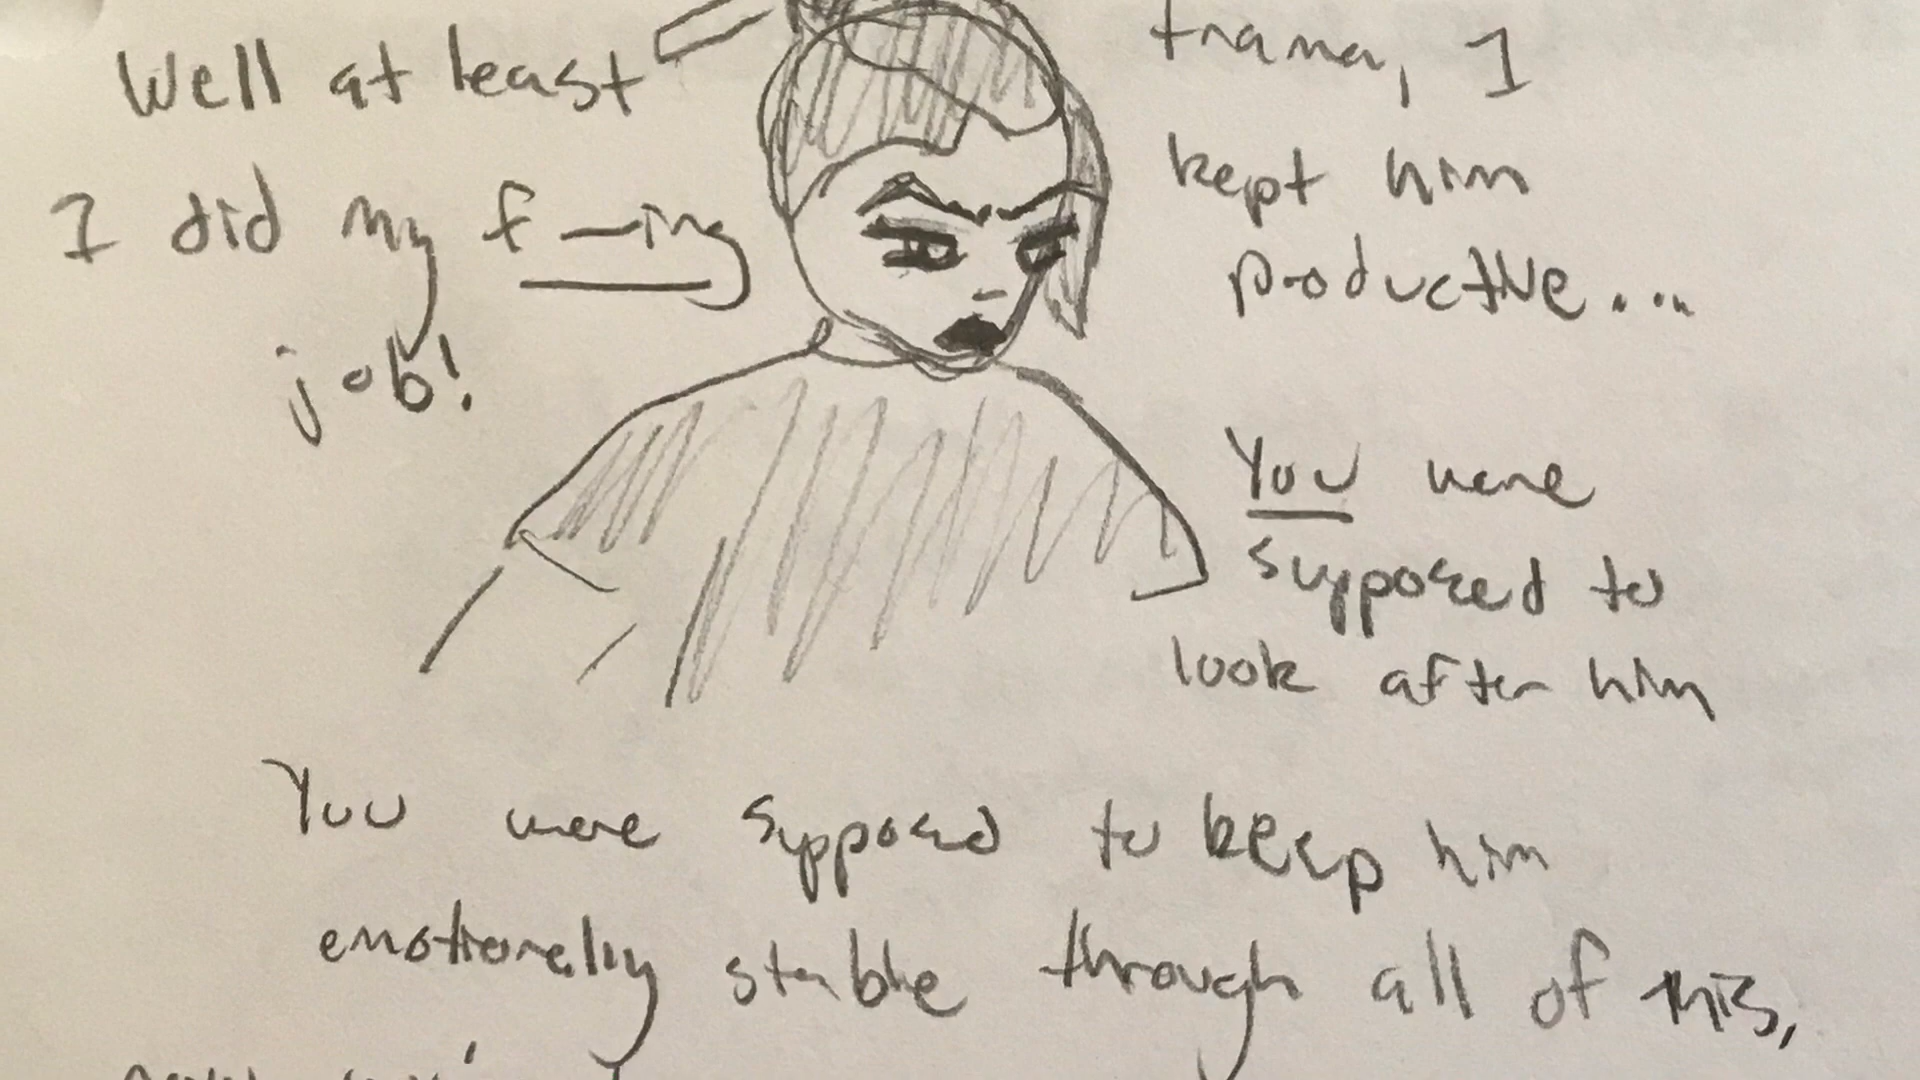 Well at least
I did my f—ing
job!
trama, I
kept him
productive...
You were
supposed to
look after him
You were supposed to keep him
emotionally stable through all of this,